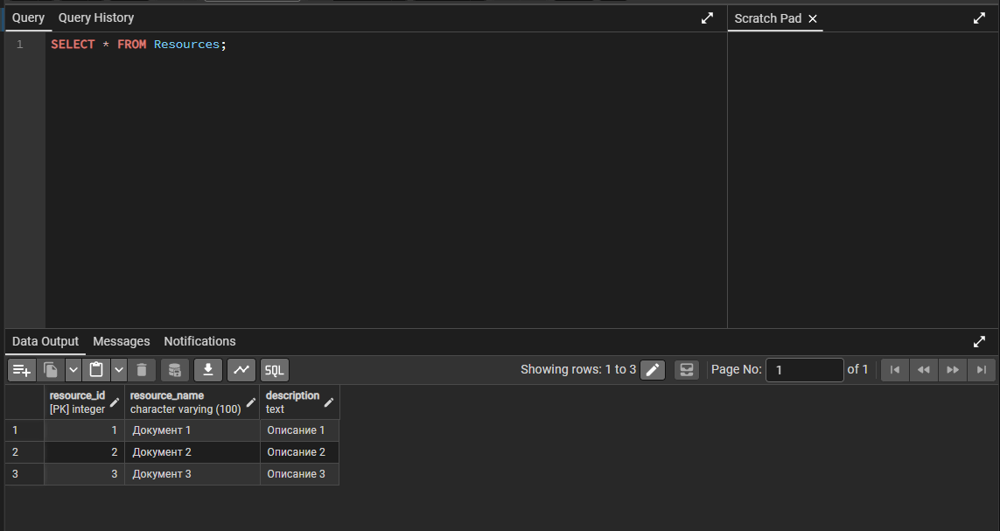 Query Query History
Scratch Pad
1 SELECT * FROM Resources;
Data Output Messages Notifications
SQL Showing rows: 1 to 3 Page No: 1 of 1
resource_id resource_name description
[PK] integer character varying (100) text
1 1 Документ 1 Описание 1
2 2 Документ 2 Описание 2
3 3 Документ 3 Описание 3